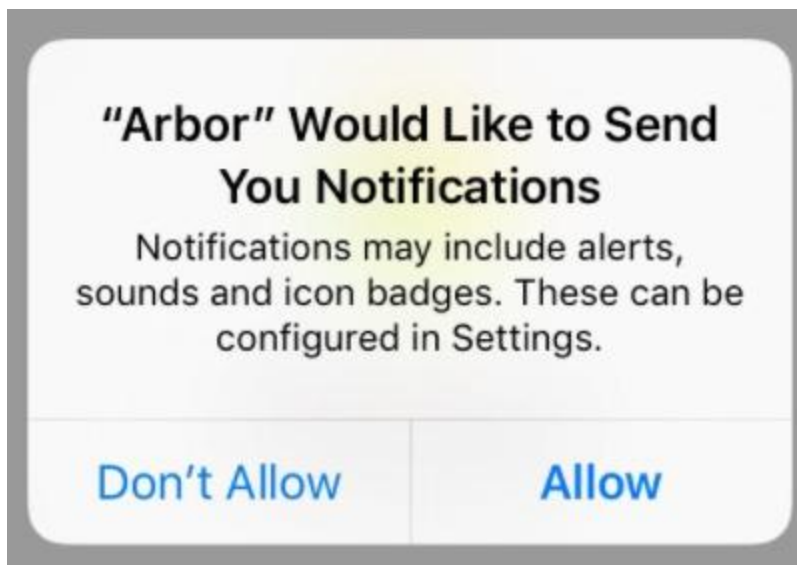 “Arbor” Would Like to Send
You Notifications
Notifications may include alerts,
sounds and icon badges. These can be
configured in Settings.
Don’t Allow
Allow